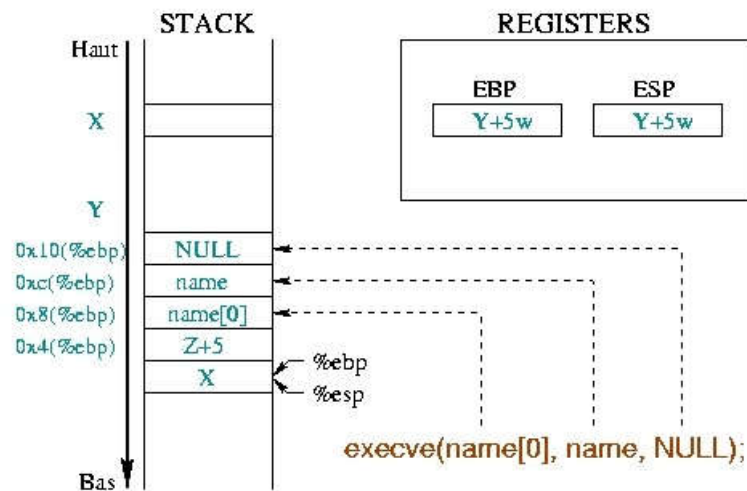 STACK
REGISTERS
Haut
EBP
ESP
X
Y+5w
Y+5w
Y
0x10(%ebp)
NULL
0xc(%ebp)
name
0x8(%ebp)
name[0]
0x4(%ebp)
Z+5
%ebp
X
%esp
execve(name[0], name, NULL);
Bas